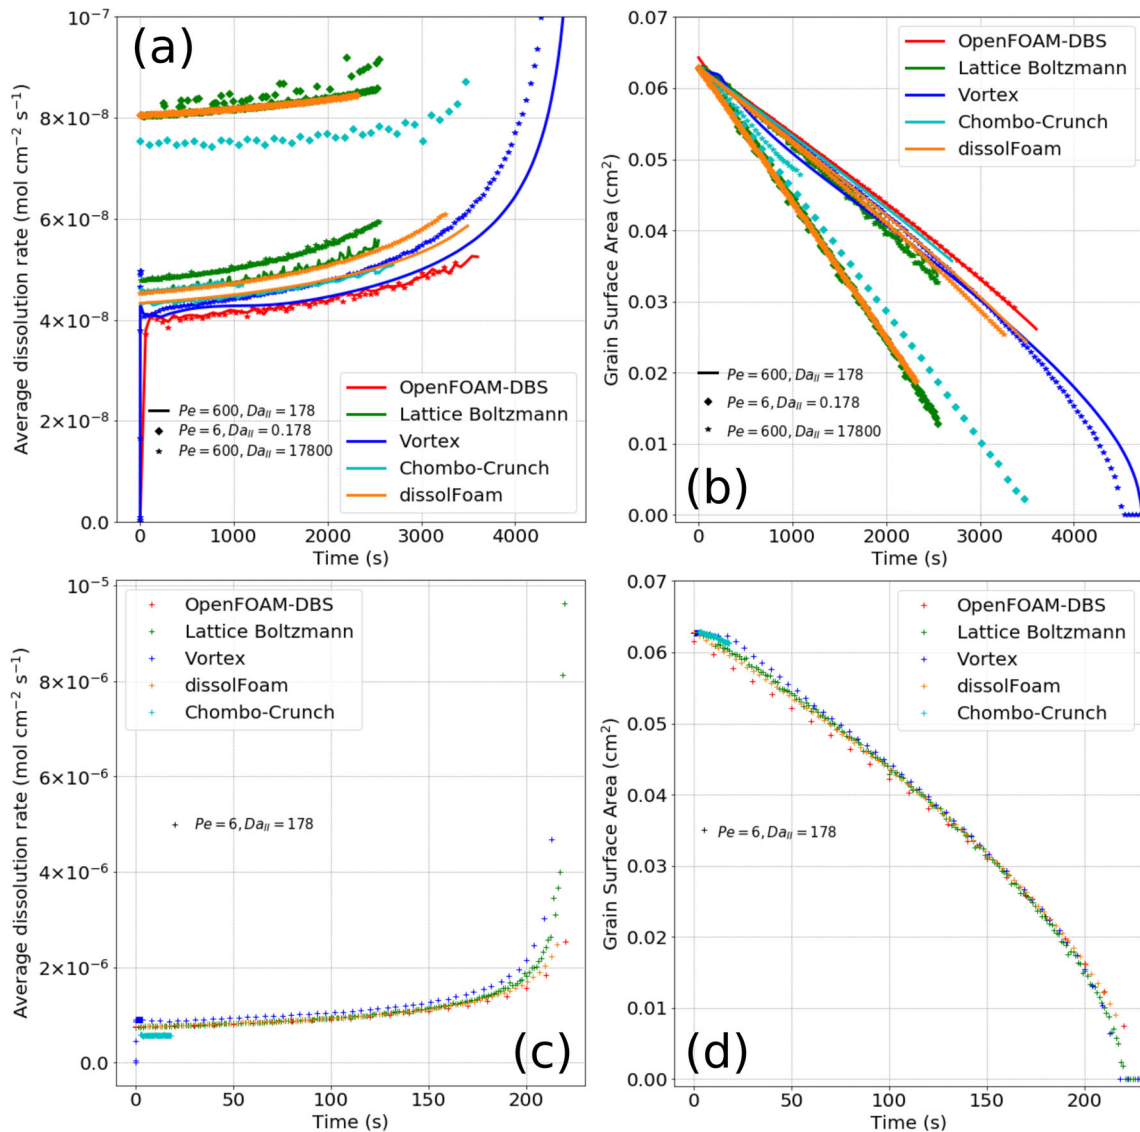 (a)
Average dissolution rate (mol cm⁻² s⁻¹)
10⁻⁷
8×10⁻⁸
6×10⁻⁸
4×10⁻⁸
2×10⁻⁸
0.0
OpenFOAM-DBS
Lattice Boltzmann
Vortex
Chombo-Crunch
dissolFoam
Pe = 600, Da_II = 178
Pe = 6, Da_II = 0.178
Pe = 600, Da_II = 17800
0 1000 2000 3000 4000
Time (s)
(b)
Grain Surface Area (cm²)
0.07
0.06
0.05
0.04
0.03
0.02
0.01
0.00
OpenFOAM-DBS
Lattice Boltzmann
Vortex
Chombo-Crunch
dissolFoam
Pe = 600, Da_II = 178
Pe = 6, Da_II = 0.178
Pe = 600, Da_II = 17800
0 1000 2000 3000 4000
Time (s)
(c)
Average dissolution rate (mol cm⁻² s⁻¹)
10⁻⁵
8×10⁻⁶
6×10⁻⁶
4×10⁻⁶
2×10⁻⁶
0.0
OpenFOAM-DBS
Lattice Boltzmann
Vortex
dissolFoam
Chombo-Crunch
Pe = 6, Da_II = 178
0 50 100 150 200
Time (s)
(d)
Grain Surface Area (cm²)
0.07
0.06
0.05
0.04
0.03
0.02
0.01
0.00
OpenFOAM-DBS
Lattice Boltzmann
Vortex
dissolFoam
Chombo-Crunch
Pe = 6, Da_II = 178
0 50 100 150 200
Time (s)